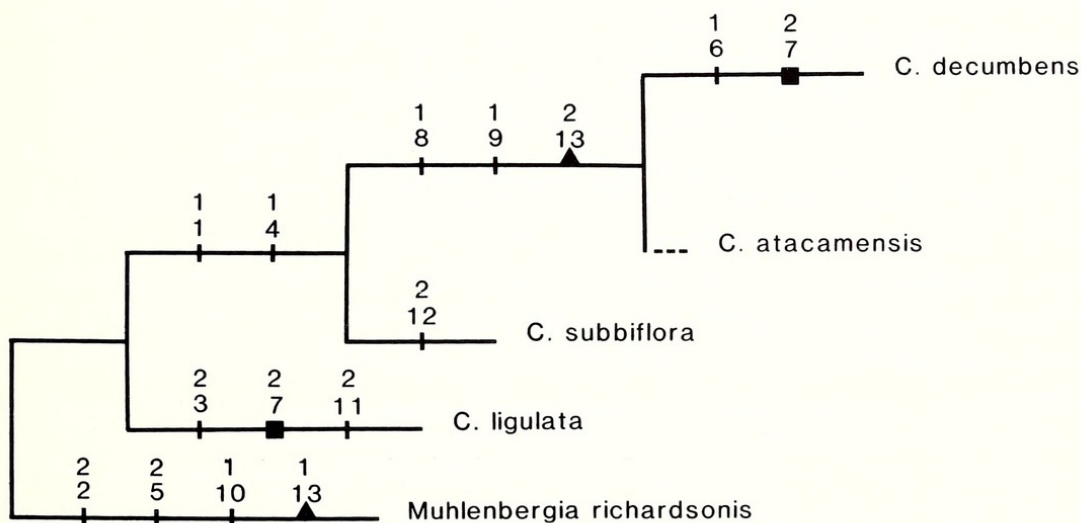 1 2
6 7 C. decumbens
1 1 2
8 9 13
1 1
1 4
C. atacamensis
2
12
C. subbiflora
2 2 2
3 7 11
C. ligulata
2 2 1 1
2 5 10 13
Muhlenbergia richardsonis